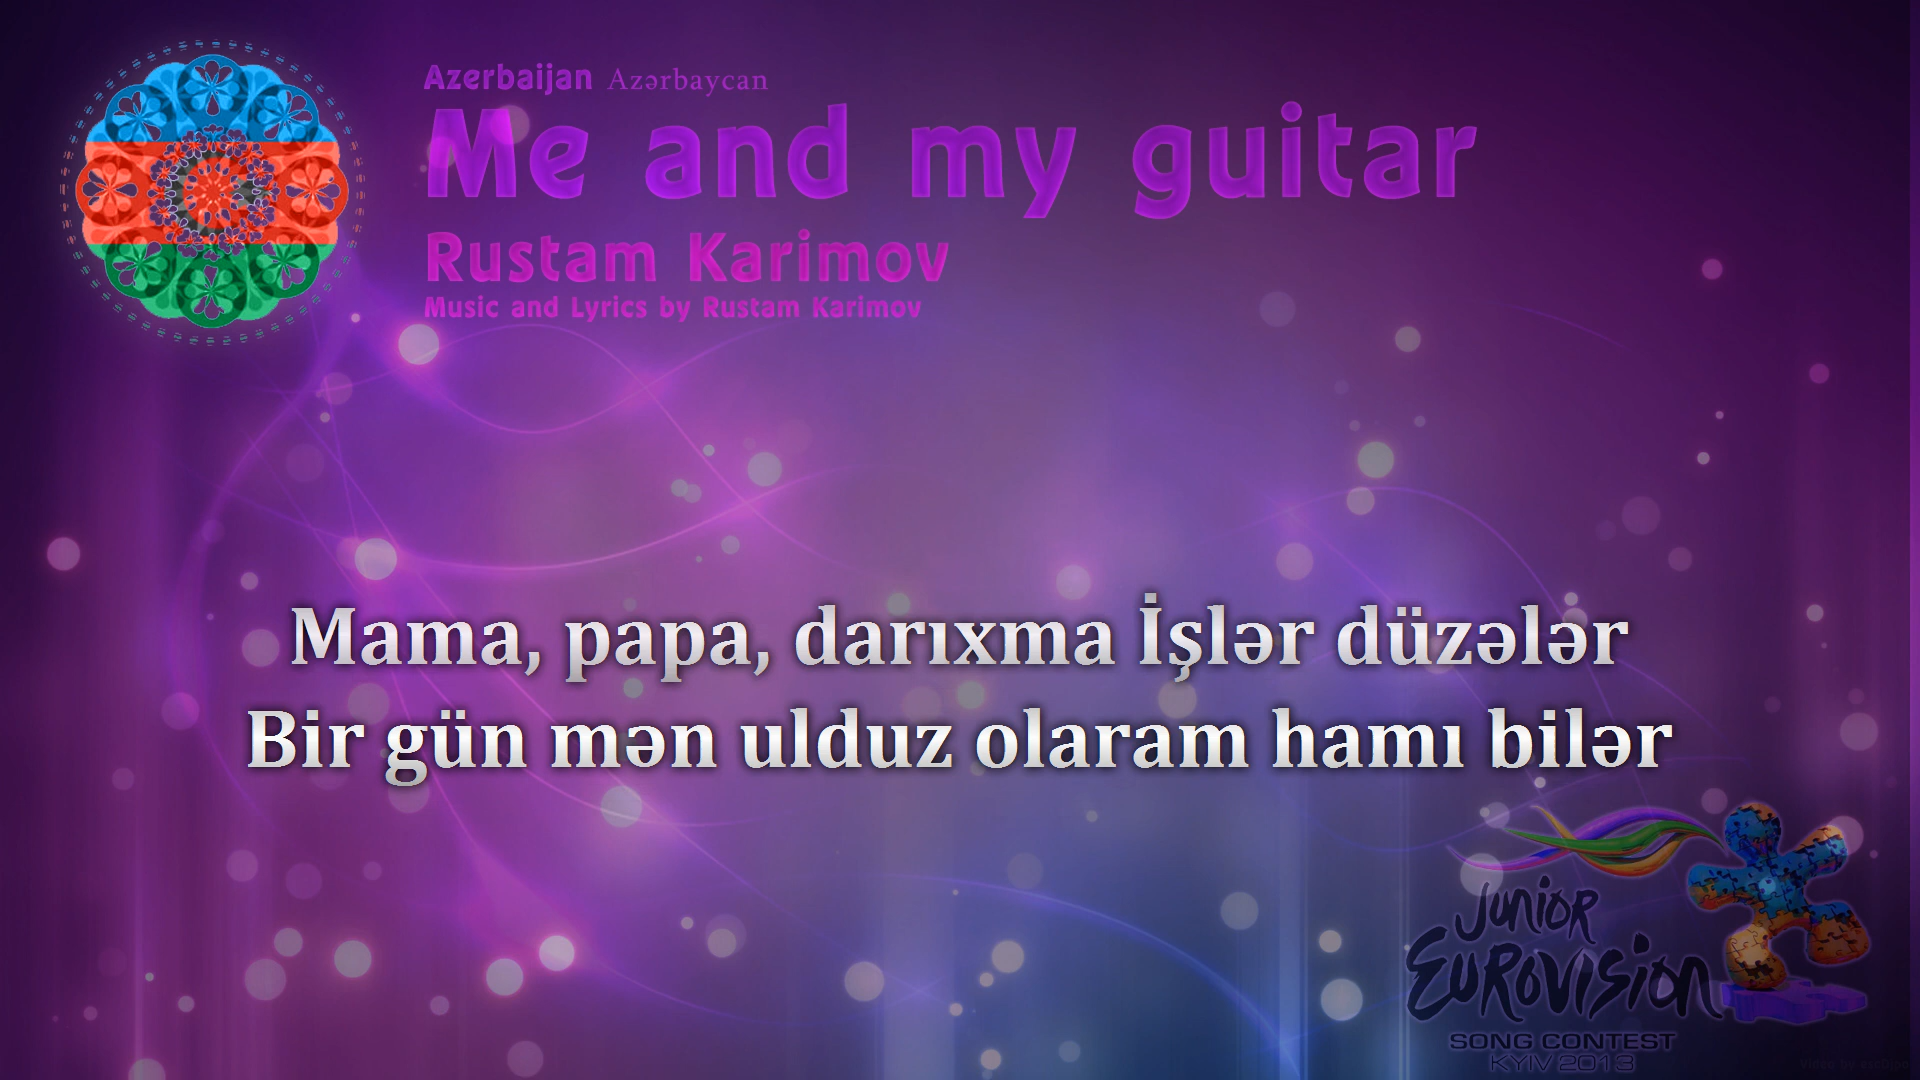 Azerbaijan Azərbaycan
Me and my guitar
Rustam Karimov
Music and Lyrics by Rustam Karimov
Mama, papa, darıxma İşlər düzələr
Bir gün mən ulduz olaram hamı bilər
Junior
Eurovision
SONG CONTEST
KYIV 2013